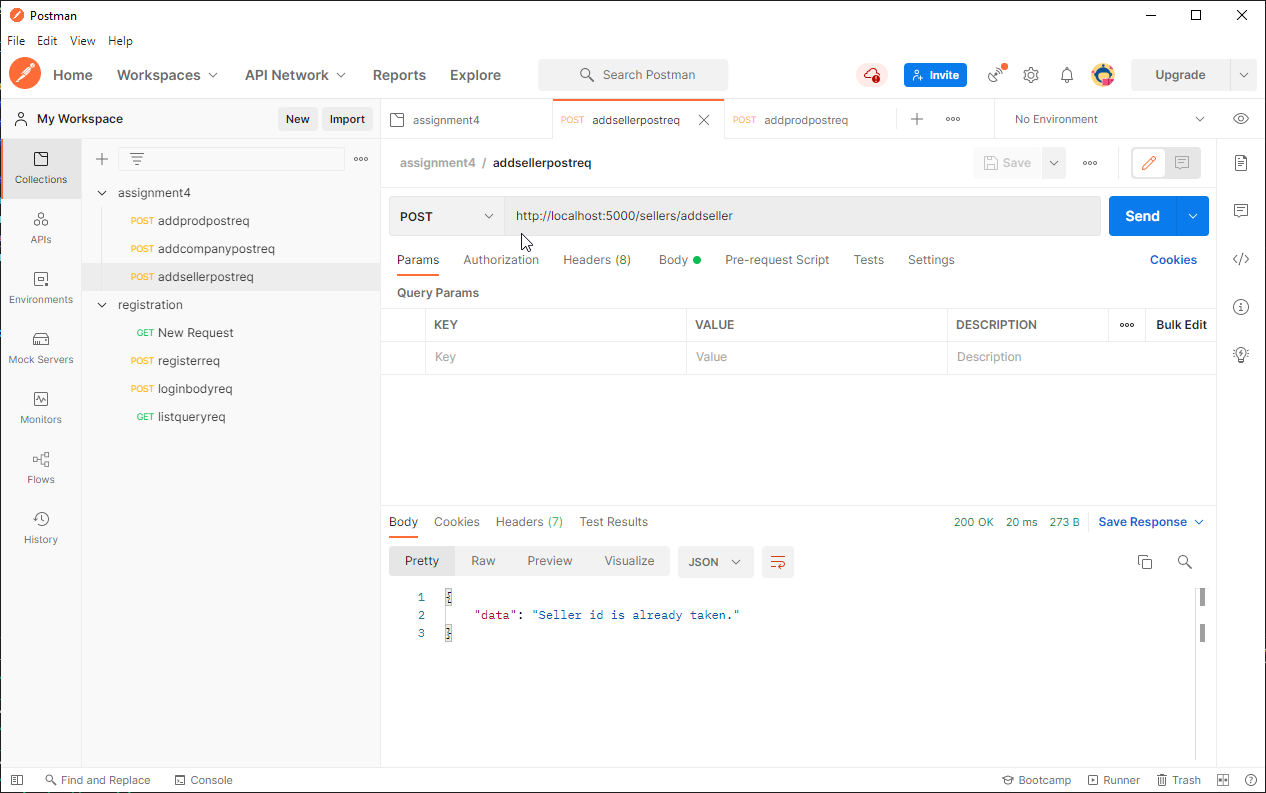 Postman
File Edit View Help
Home Workspaces API Network Reports Explore Search Postman Invite Upgrade
My Workspace New Import
assignment4 POST addsellerpostreq POST addprodpostreq No Environment
Collections
APIs
Environments
Mock Servers
Monitors
Flows
History
assignment4
POST addprodpostreq
POST addcompanypostreq
POST addsellerpostreq
registration
GET New Request
POST registerreq
POST loginbodyreq
GET listqueryreq
assignment4 / addsellerpostreq Save
POST http://localhost:5000/sellers/addseller Send
Params Authorization Headers (8) Body Pre-request Script Tests Settings Cookies
Query Params
KEY VALUE DESCRIPTION Bulk Edit
Key Value Description
Body Cookies Headers (7) Test Results 200 OK 20 ms 273 B Save Response
Pretty Raw Preview Visualize JSON
1 {
2 "data": "Seller id is already taken."
3 }
Find and Replace Console Bootcamp Runner Trash